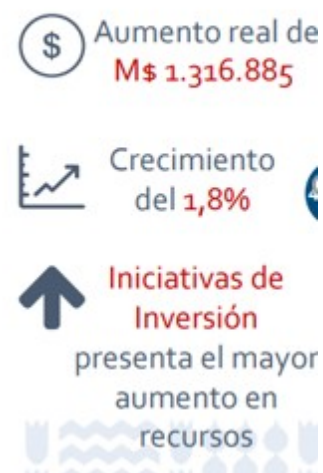 $
Aumento real de
M$ 1.316.885
Crecimiento
del 1,8%
Iniciativas de
Inversión
presenta el mayor
aumento en
recursos